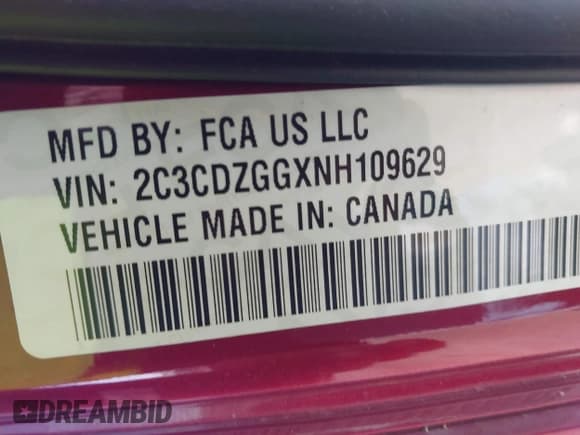 MFD BY: FCA US LLC
VIN: 2C3CDZGGXNH109629
VEHICLE MADE IN: CANADA
DREAMBID